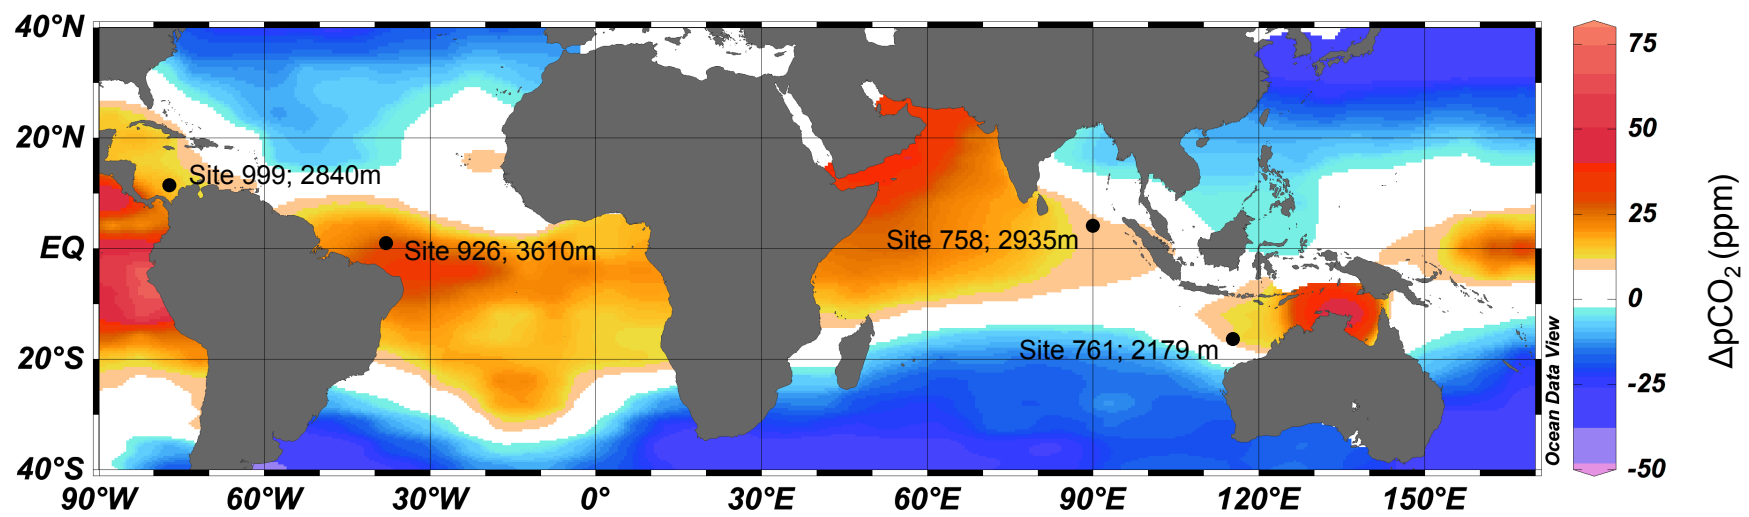 40°N
20°N
EQ
20°S
40°S
90°W
60°W
30°W
0°
30°E
60°E
90°E
120°E
150°E
Site 999; 2840m
Site 926; 3610m
Site 758; 2935m
Site 761; 2179 m
Ocean Data View
75
50
25
0
-25
-50
ΔpCO₂ (ppm)